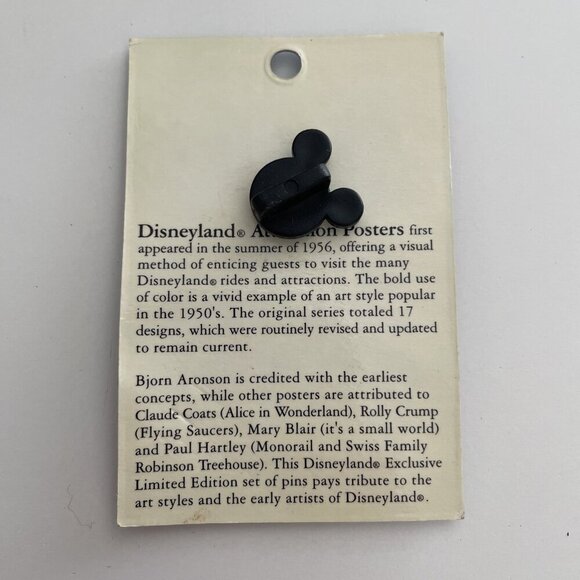 Disneyland® Posters first
appeared in the summer of 1956, offering a visual
method of enticing guests to visit the many
Disneyland® rides and attractions. The bold use
of color is a vivid example of an art style popular
in the 1950's. The original series totaled 17
designs, which were routinely revised and updated
to remain current.
Bjorn Aronson is credited with the earliest
concepts, while other posters are attributed to
Claude Coats (Alice in Wonderland), Rolly Crump
(Flying Saucers), Mary Blair (it's a small world)
and Paul Hartley (Monorail and Swiss Family
Robinson Treehouse). This Disneyland® Exclusive
Limited Edition set of pins pays tribute to the
art styles and the early artists of Disneyland®.